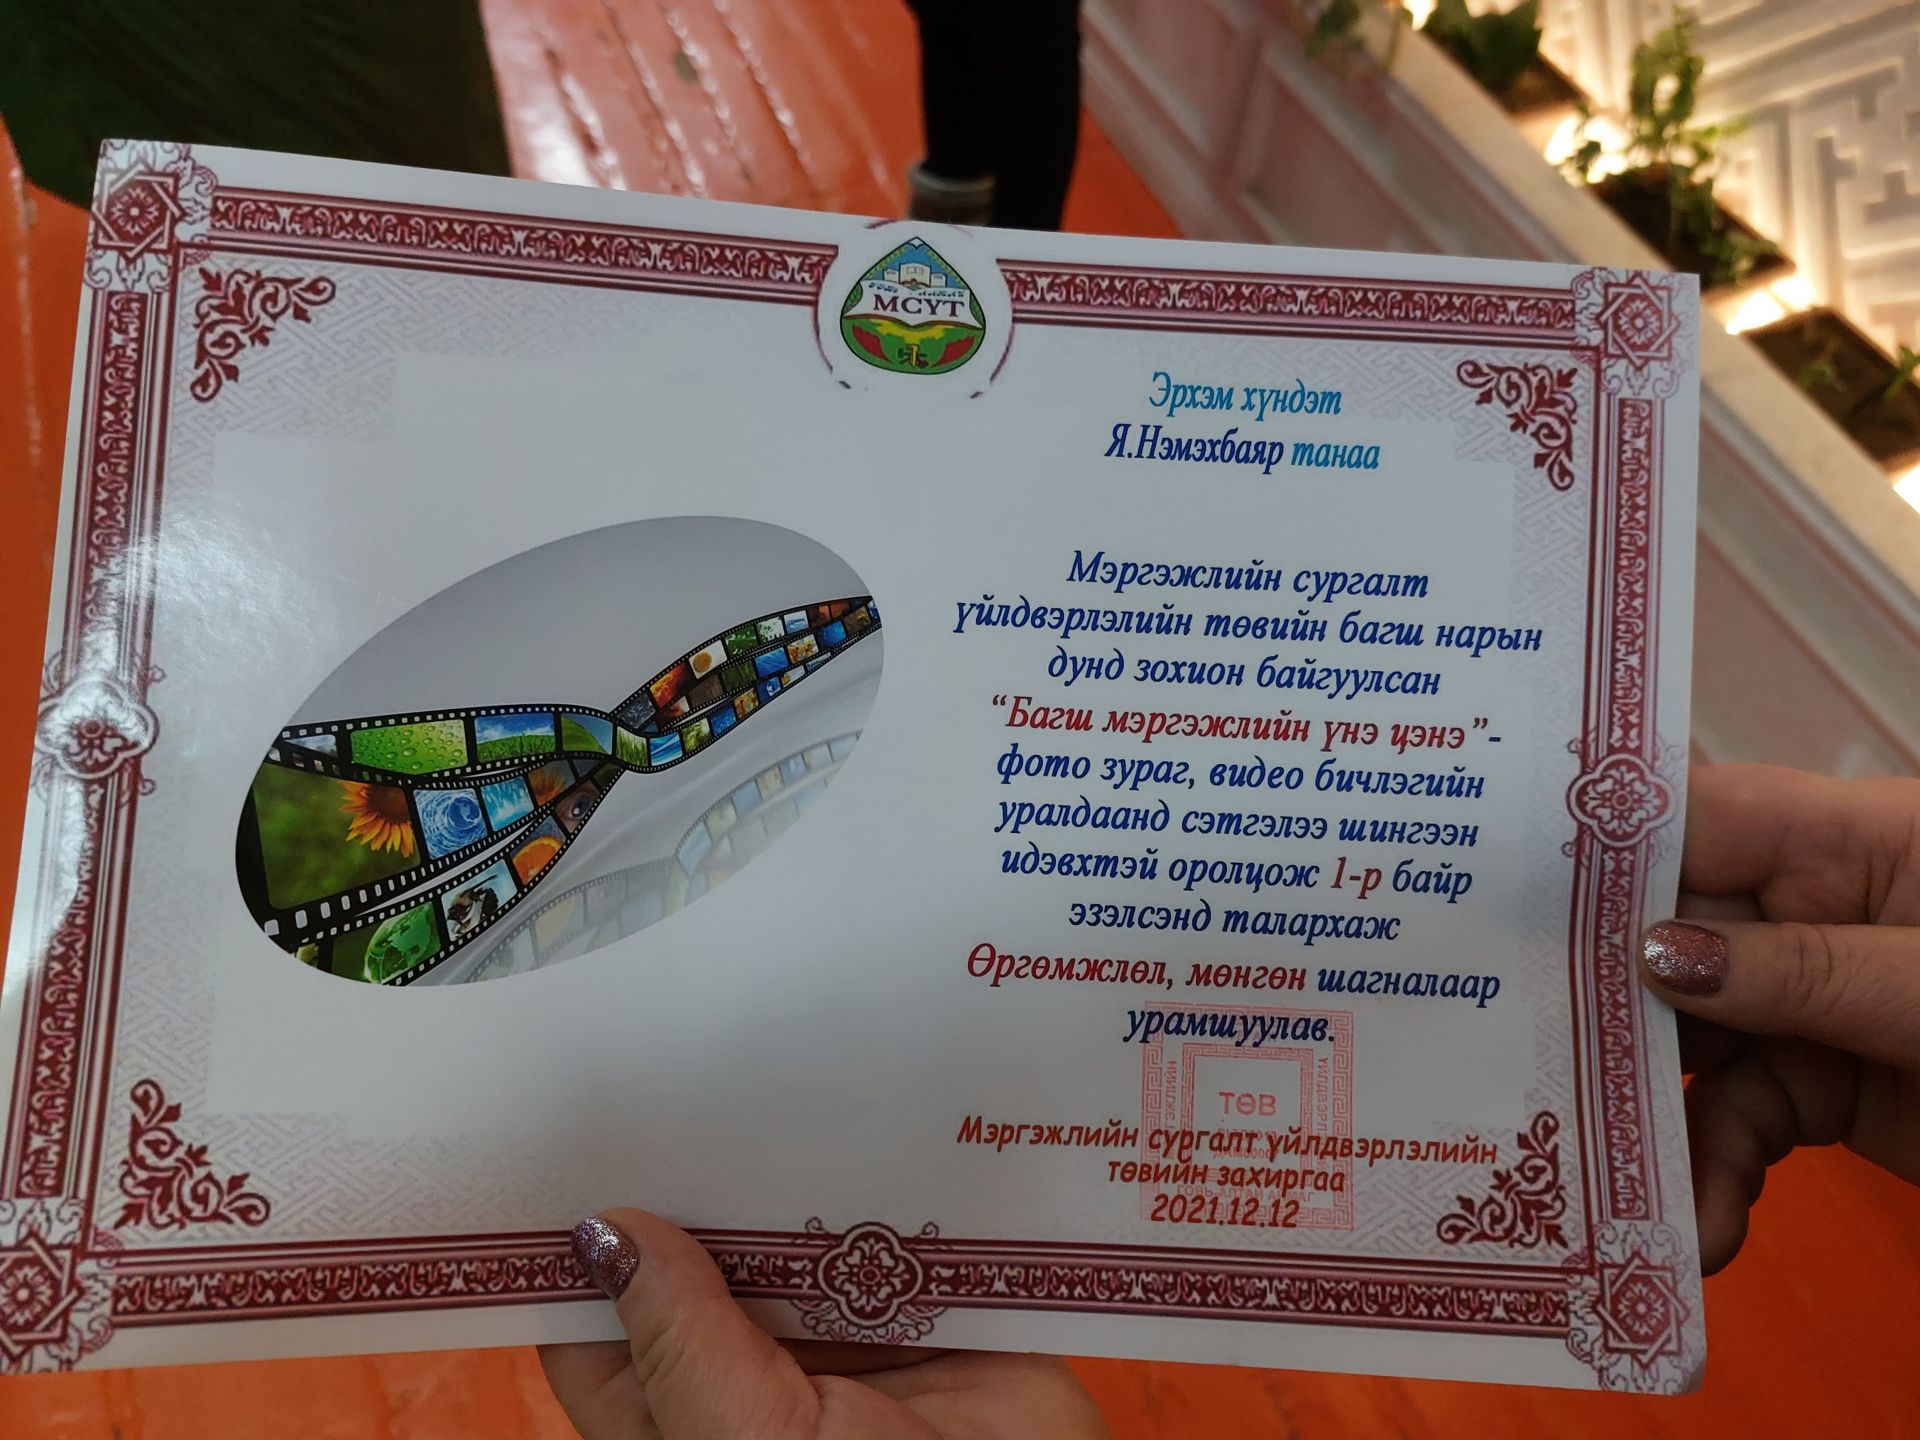 МСҮТ
Эрхэм хүндэт
Я.Нэмэхбаяр танаа
Мэргэжлийн сургалт
үйлдвэрлэлийн төвийн багш нарын
дунд зохион байгуулсан
“Багш мэргэжлийн үнэ цэнэ”-
фото зураг, видео бичлэгийн
уралдаанд сэтгэлээ шингээн
идэвхтэй оролцож 1-р байр
эзэлсэнд талархаж
Өргөмжлөл, мөнгөн шагналаар
урамшуулав.
ТӨВ
Мэргэжлийн сургалт үйлдвэрлэлийн
төвийн захиргаа
2021.12.12